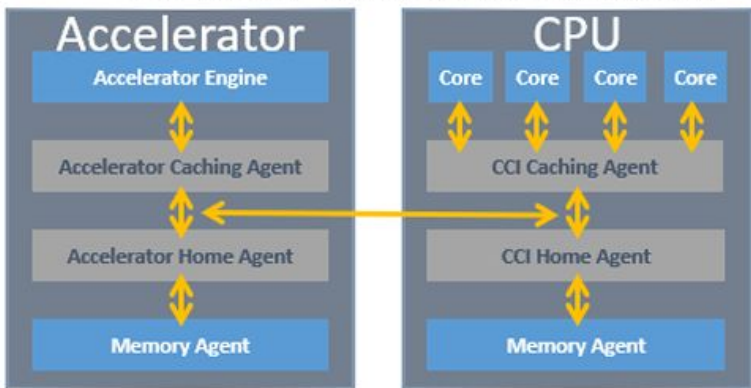 Accelerator
Accelerator Engine
Accelerator Caching Agent
Accelerator Home Agent
Memory Agent
CPU
Core Core Core Core
CCI Caching Agent
CCI Home Agent
Memory Agent